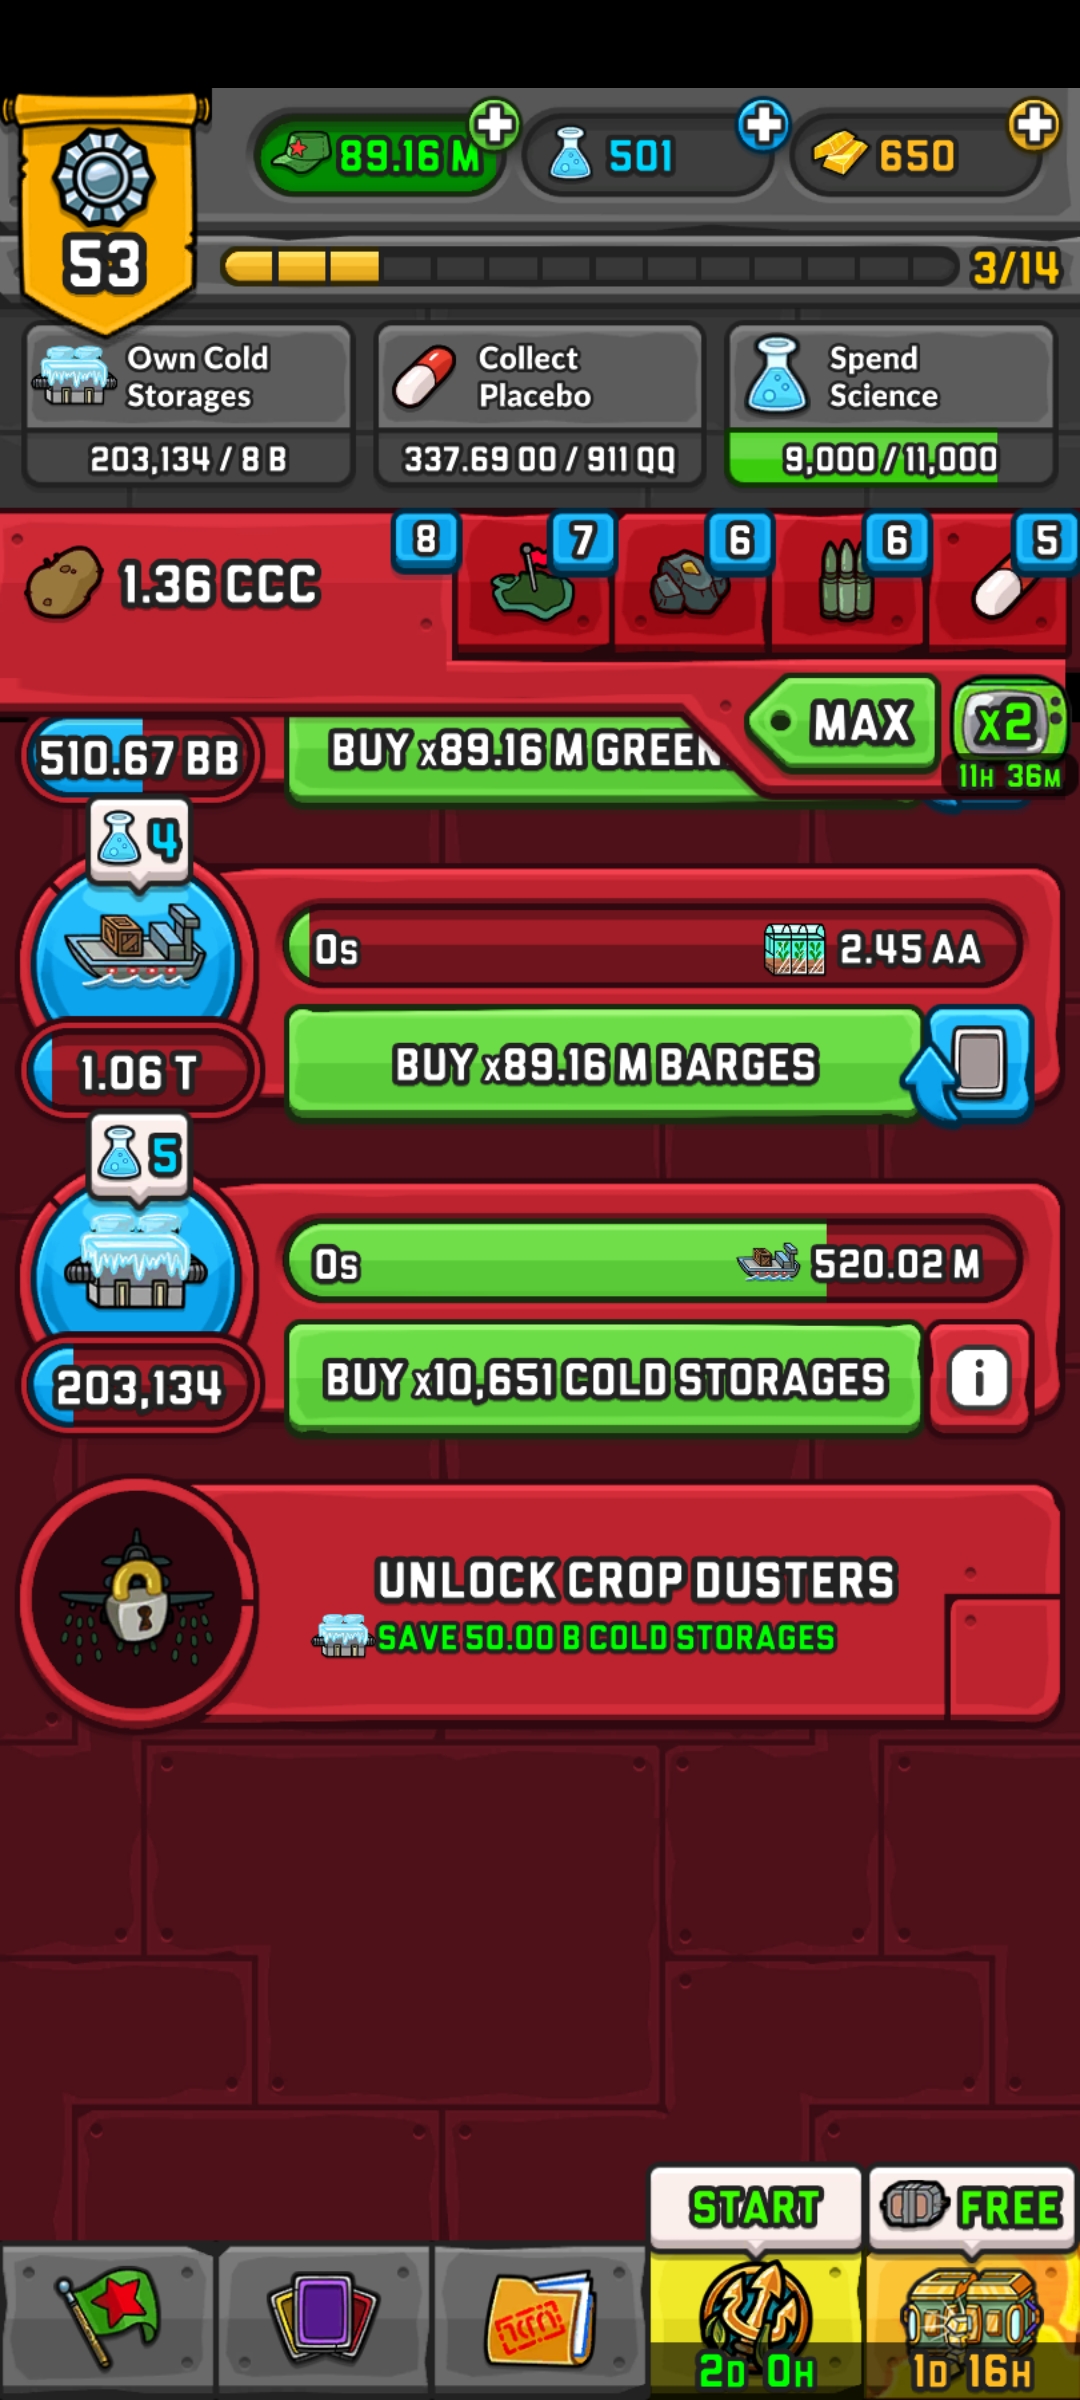 53
89.16 M
501
650
3/14
Own Cold
Storages
203,134 / 8 B
Collect
Placebo
337.69 OO / 911 QQ
Spend
Science
9,000 / 11,000
1.36 CCC
8
7
6
6
5
MAX
x2
11H 36M
510.67 BB
BUY x89.16 M GREEN
4
0s
2.45 AA
1.06 T
BUY x89.16 M BARGES
5
0s
520.02 M
203,134
BUY x10,651 COLD STORAGES
i
UNLOCK CROP DUSTERS
SAVE 50.00 B COLD STORAGES
START
FREE
2D 0H
1D 16H